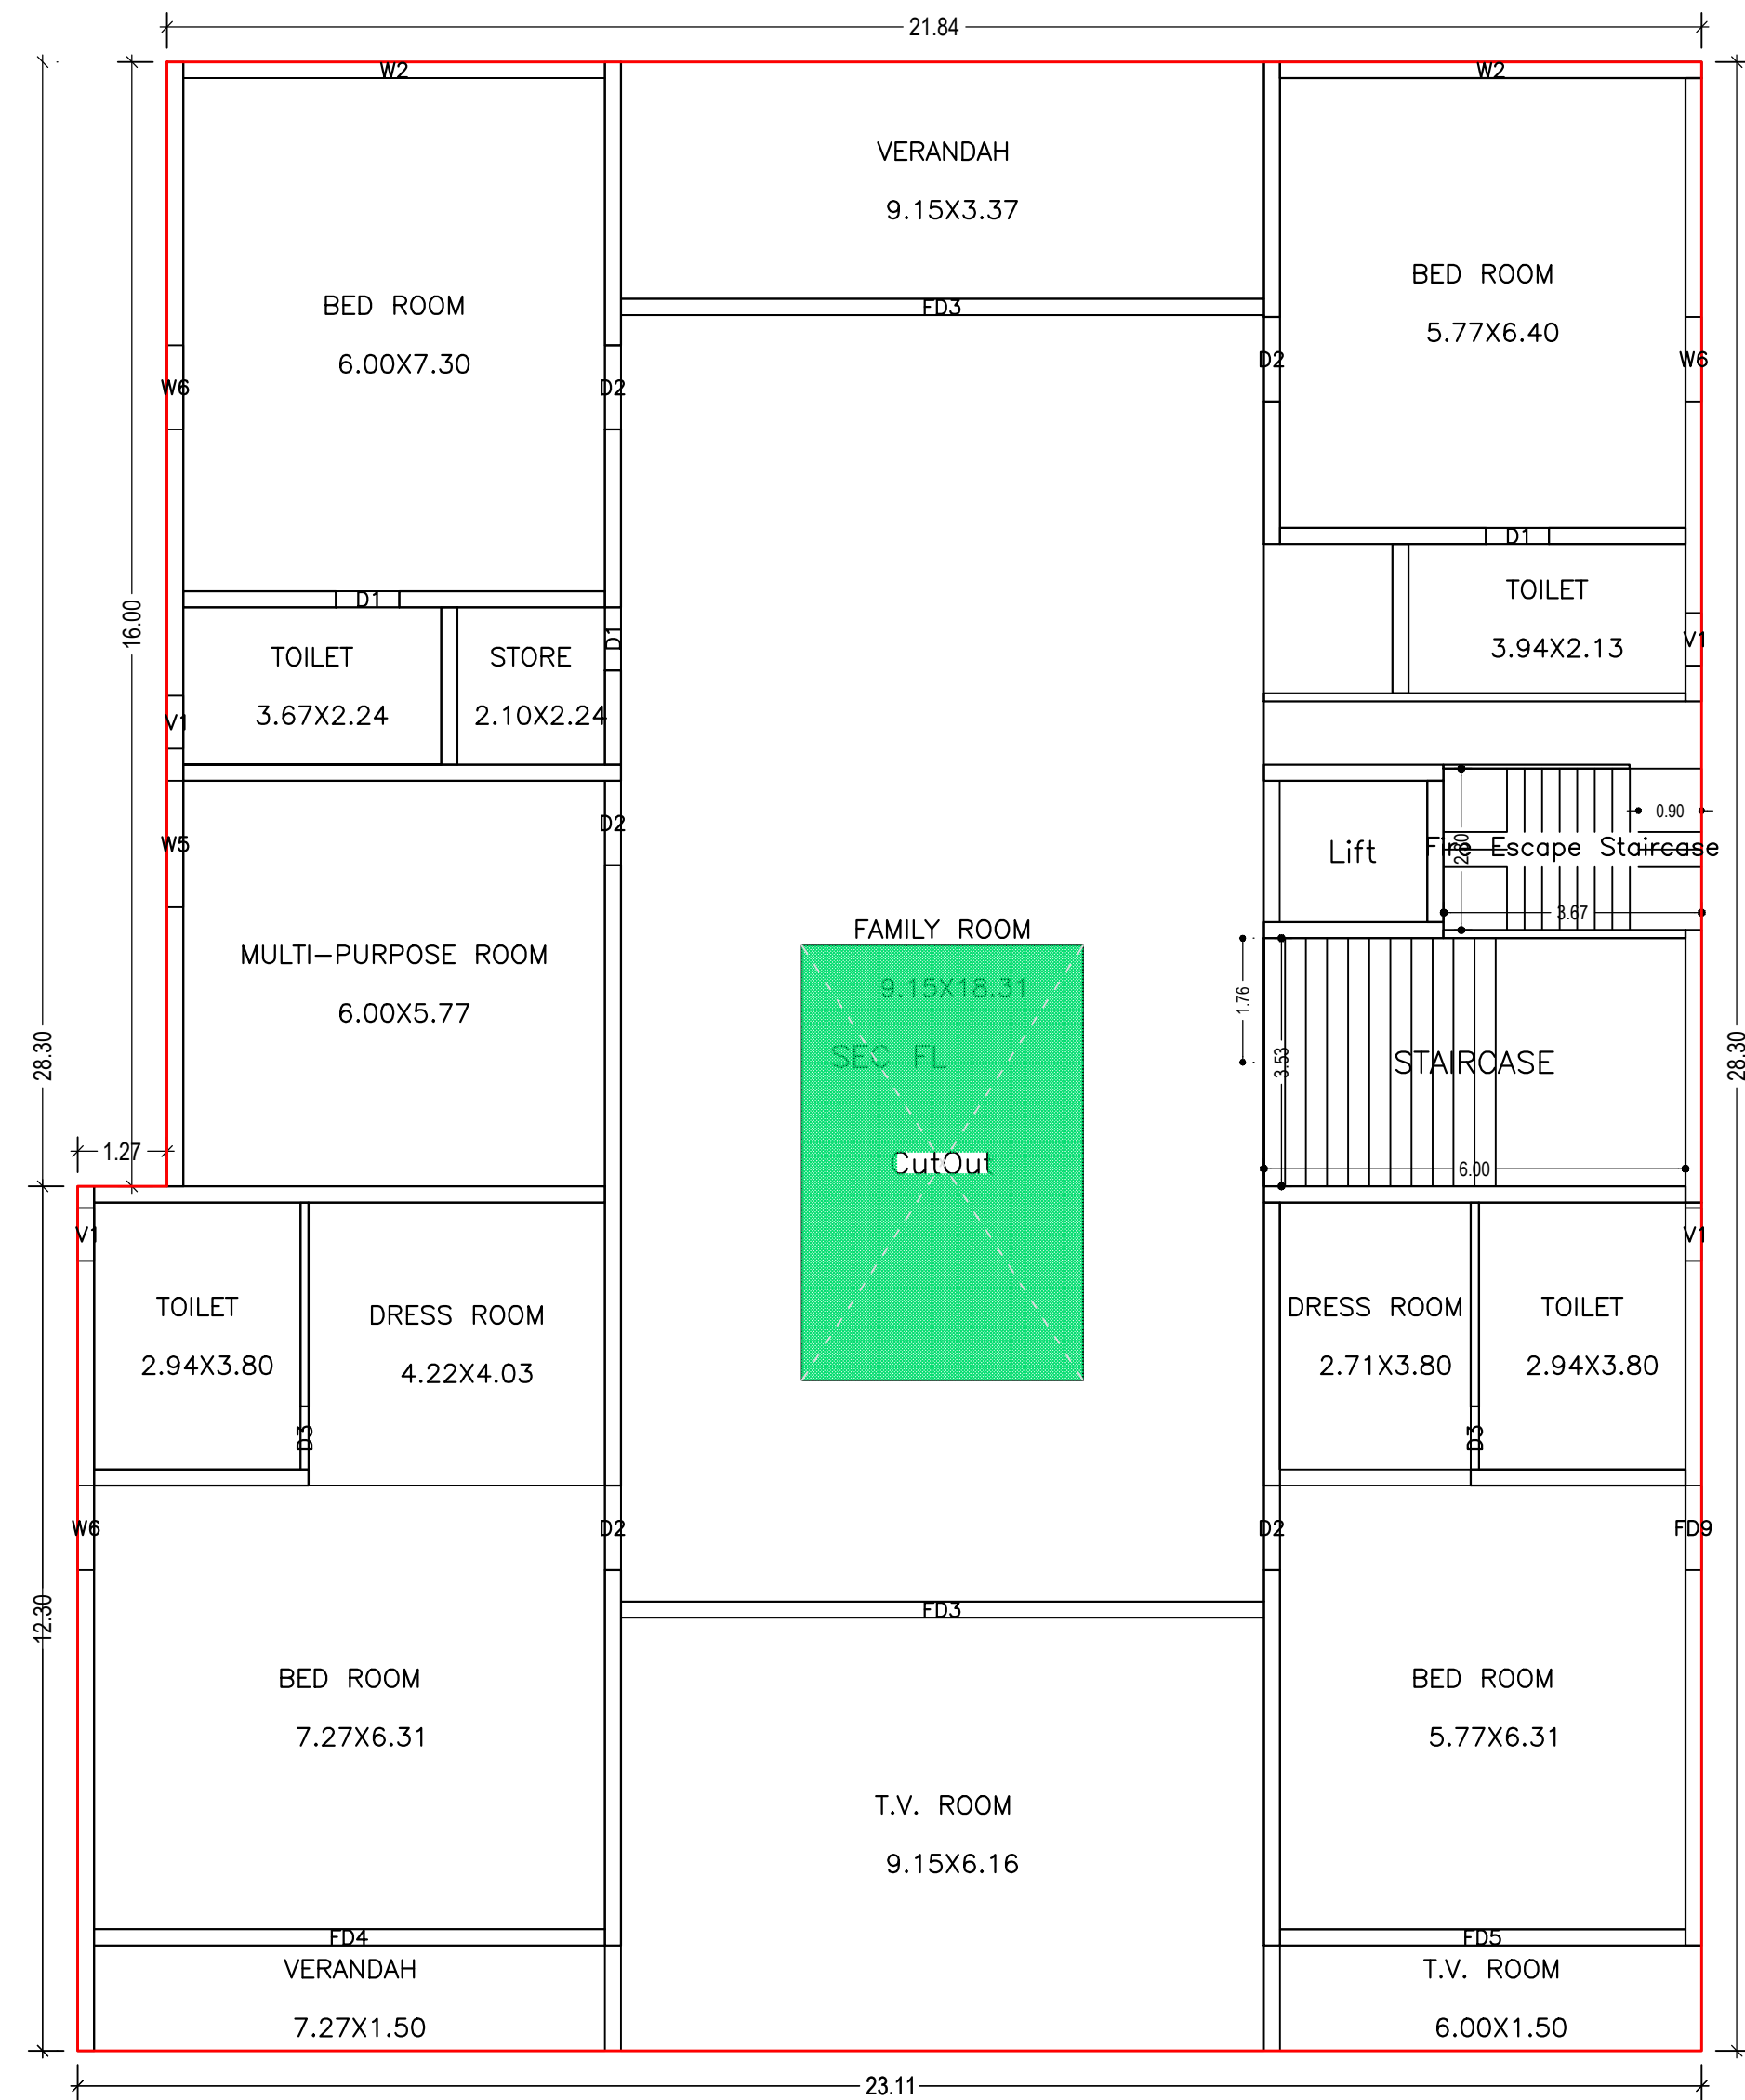 21.84
W2
W2
VERANDAH
9.15X3.37
BED ROOM
6.00X7.30
BED ROOM
5.77X6.40
FD3
W6
D2
D2
W6
D1
D1
16.00
TOILET
3.67X2.24
STORE
2.10X2.24
D1
TOILET
3.94X2.13
V1
V1
W5
D2
Lift
Fire Escape Staircase
0.90
3.67
FAMILY ROOM
9.15X18.31
SEC FL
CutOut
MULTI-PURPOSE ROOM
6.00X5.77
1.76
3.53
STAIRCASE
6.00
28.30
28.30
1.27
V1
V1
TOILET
2.94X3.80
DRESS ROOM
4.22X4.03
DRESS ROOM
2.71X3.80
TOILET
2.94X3.80
D3
D3
W6
D2
D2
FD9
12.30
FD3
BED ROOM
7.27X6.31
BED ROOM
5.77X6.31
T.V. ROOM
9.15X6.16
FD4
FD5
VERANDAH
7.27X1.50
T.V. ROOM
6.00X1.50
23.11